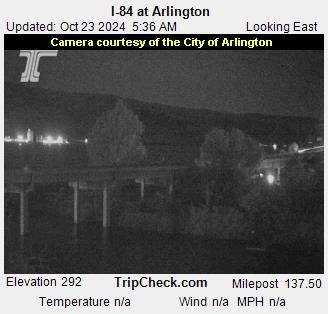 I-84 at Arlington
Updated: Oct 23 2024 5:36 AM Looking East
Camera courtesy of the City of Arlington
Elevation 292 TripCheck.com Milepost 137.50
Temperature n/a Wind n/a MPH n/a